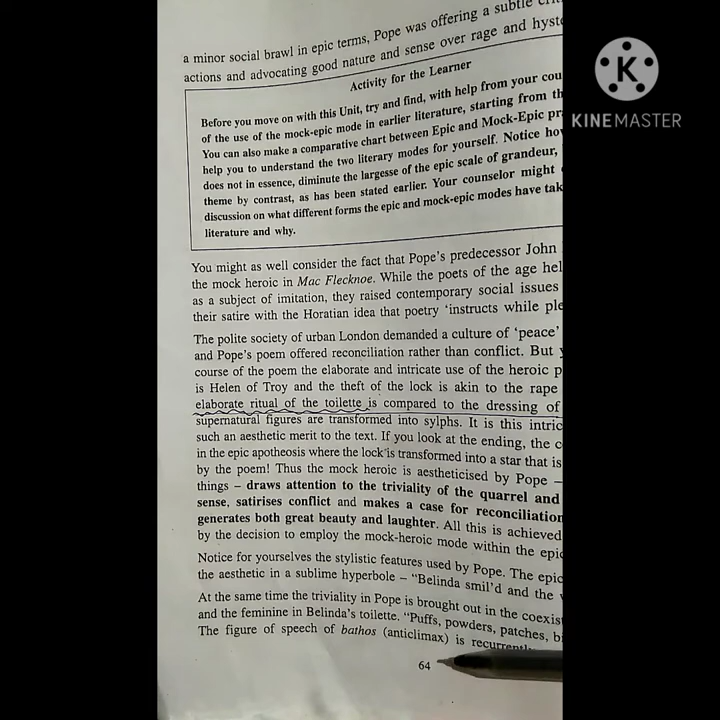 a minor social brawl in epic terms, Pope was offering a subtle
actions and advocating good nature and sense over rage and
Activity for the Learner
Before you move on with this Unit, try and find, with help from your
of the use of the mock-epic mode in earlier literature, starting from
You can also make a comparative chart between Epic and Mock-Epic
help you to understand the two literary modes for yourself. Notice
does not in essence, diminute the largesse of the epic scale of grandeur,
theme by contrast, as has been stated earlier. Your counselor might
discussion on what different forms the epic and mock-epic modes have
literature and why.
You might as well consider the fact that Pope's predecessor John
the mock heroic in Mac Flecknoe. While the poets of the age
as a subject of imitation, they raised contemporary social issues
their satire with the Horatian idea that poetry 'instructs while
The polite society of urban London demanded a culture of 'peace'
and Pope's poem offered reconciliation rather than conflict. But
course of the poem the elaborate and intricate use of the heroic
is Helen of Troy and the theft of the lock is akin to the rape
elaborate ritual of the toilette is compared to the dressing of
supernatural figures are transformed into sylphs. It is this
such an aesthetic merit to the text. If you look at the ending, the
in the epic apotheosis where the lock is transformed into a star that is
by the poem! Thus the mock heroic is aestheticised by Pope –
things – draws attention to the triviality of the quarrel and
sense, satirises conflict and makes a case for reconciliation
generates both great beauty and laughter. All this is achieved
by the decision to employ the mock-heroic mode within the
Notice for yourselves the stylistic features used by Pope. The
the aesthetic in a sublime hyperbole – "Belinda smil'd and the
At the same time the triviality in Pope is brought out in the
and the feminine in Belinda's toilette. "Puffs, powders, patches,
The figure of speech of bathos (anticlimax) is
64
K
KINEMASTER